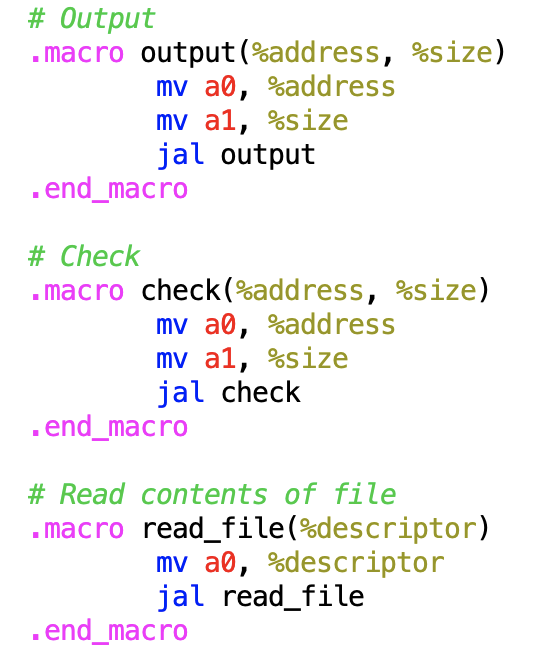 # Output
.macro output(%address, %size)
mv a0, %address
mv a1, %size
jal output
.end_macro
# Check
.macro check(%address, %size)
mv a0, %address
mv a1, %size
jal check
.end_macro
# Read contents of file
.macro read_file(%descriptor)
mv a0, %descriptor
jal read_file
.end_macro